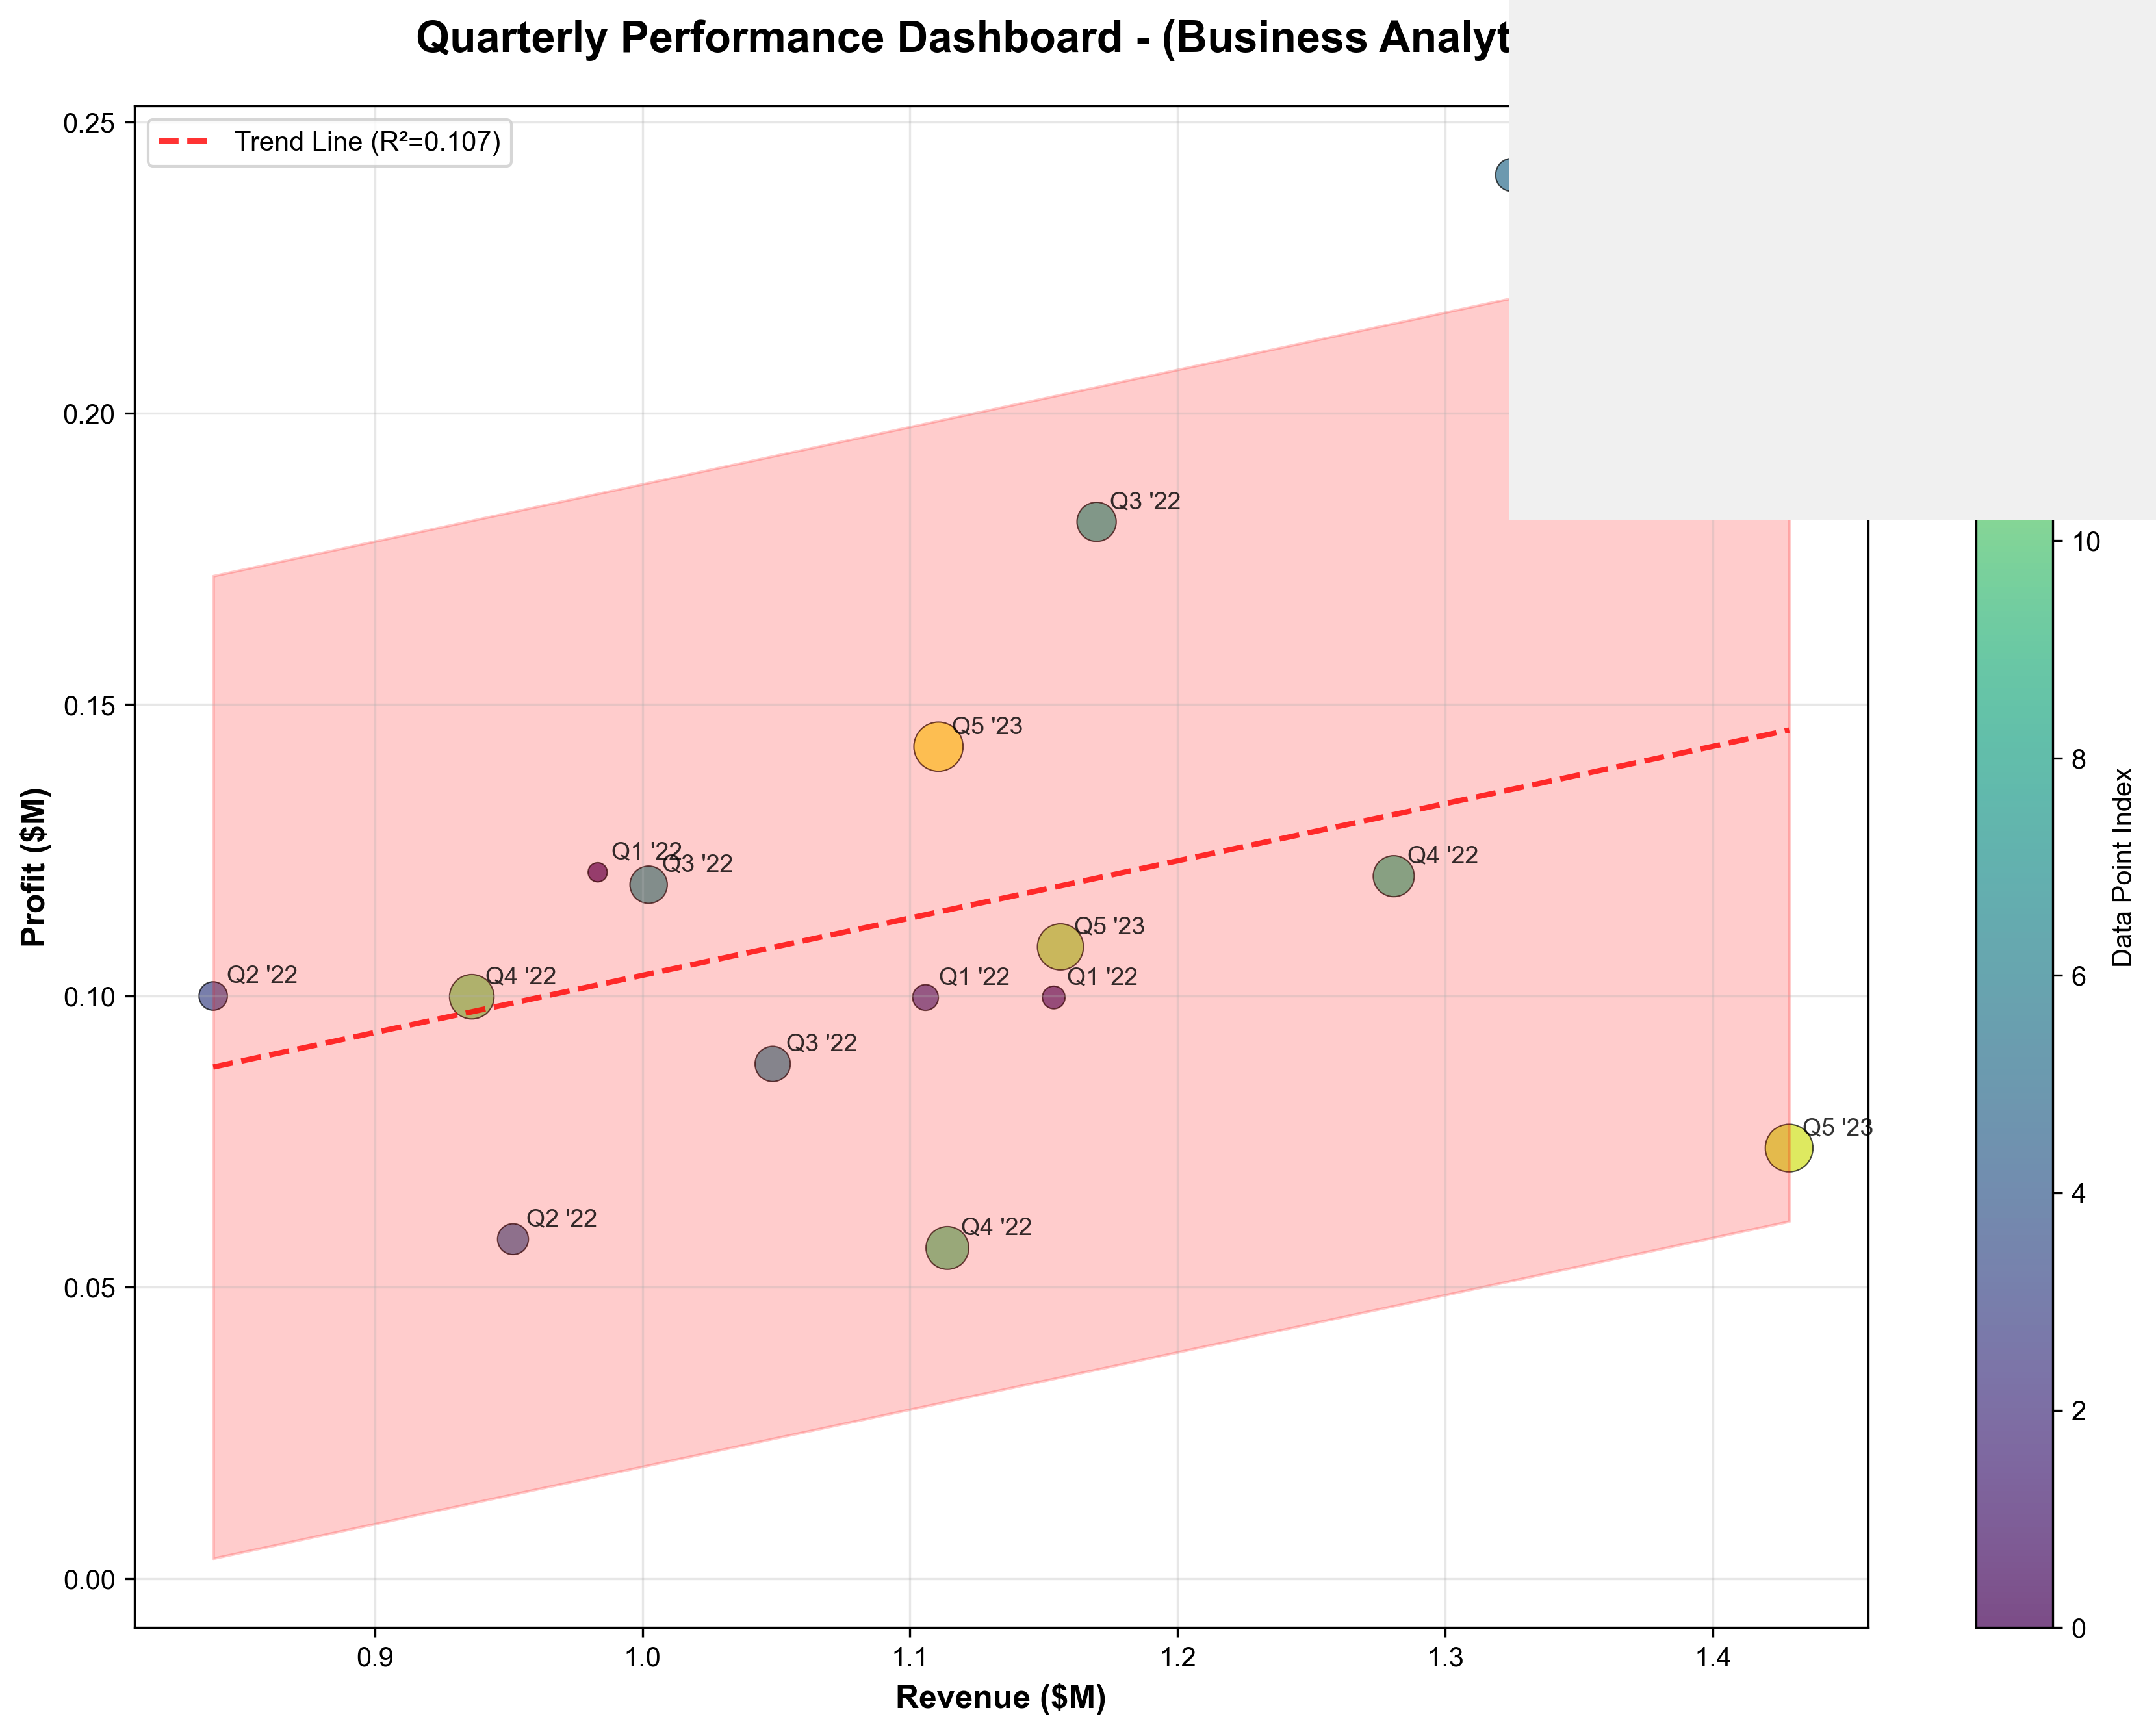 Quarterly Performance Dashboard - (Business
Trend Line (R²=0.107)
0.25
0.20
0.15
0.10
0.05
0.00
Profit ($M)
Q3 '22
Q5 '23
Q1 '22
Q3 '22
Q4 '22
Q5 '23
Q2 '22
Q4 '22
Q1 '22
Q1 '22
Q3 '22
Q5 '23
Q2 '22
Q4 '22
0.9
1.0
1.1
1.2
1.3
1.4
Revenue ($M)
10
8
6
4
2
0
Data Point Index